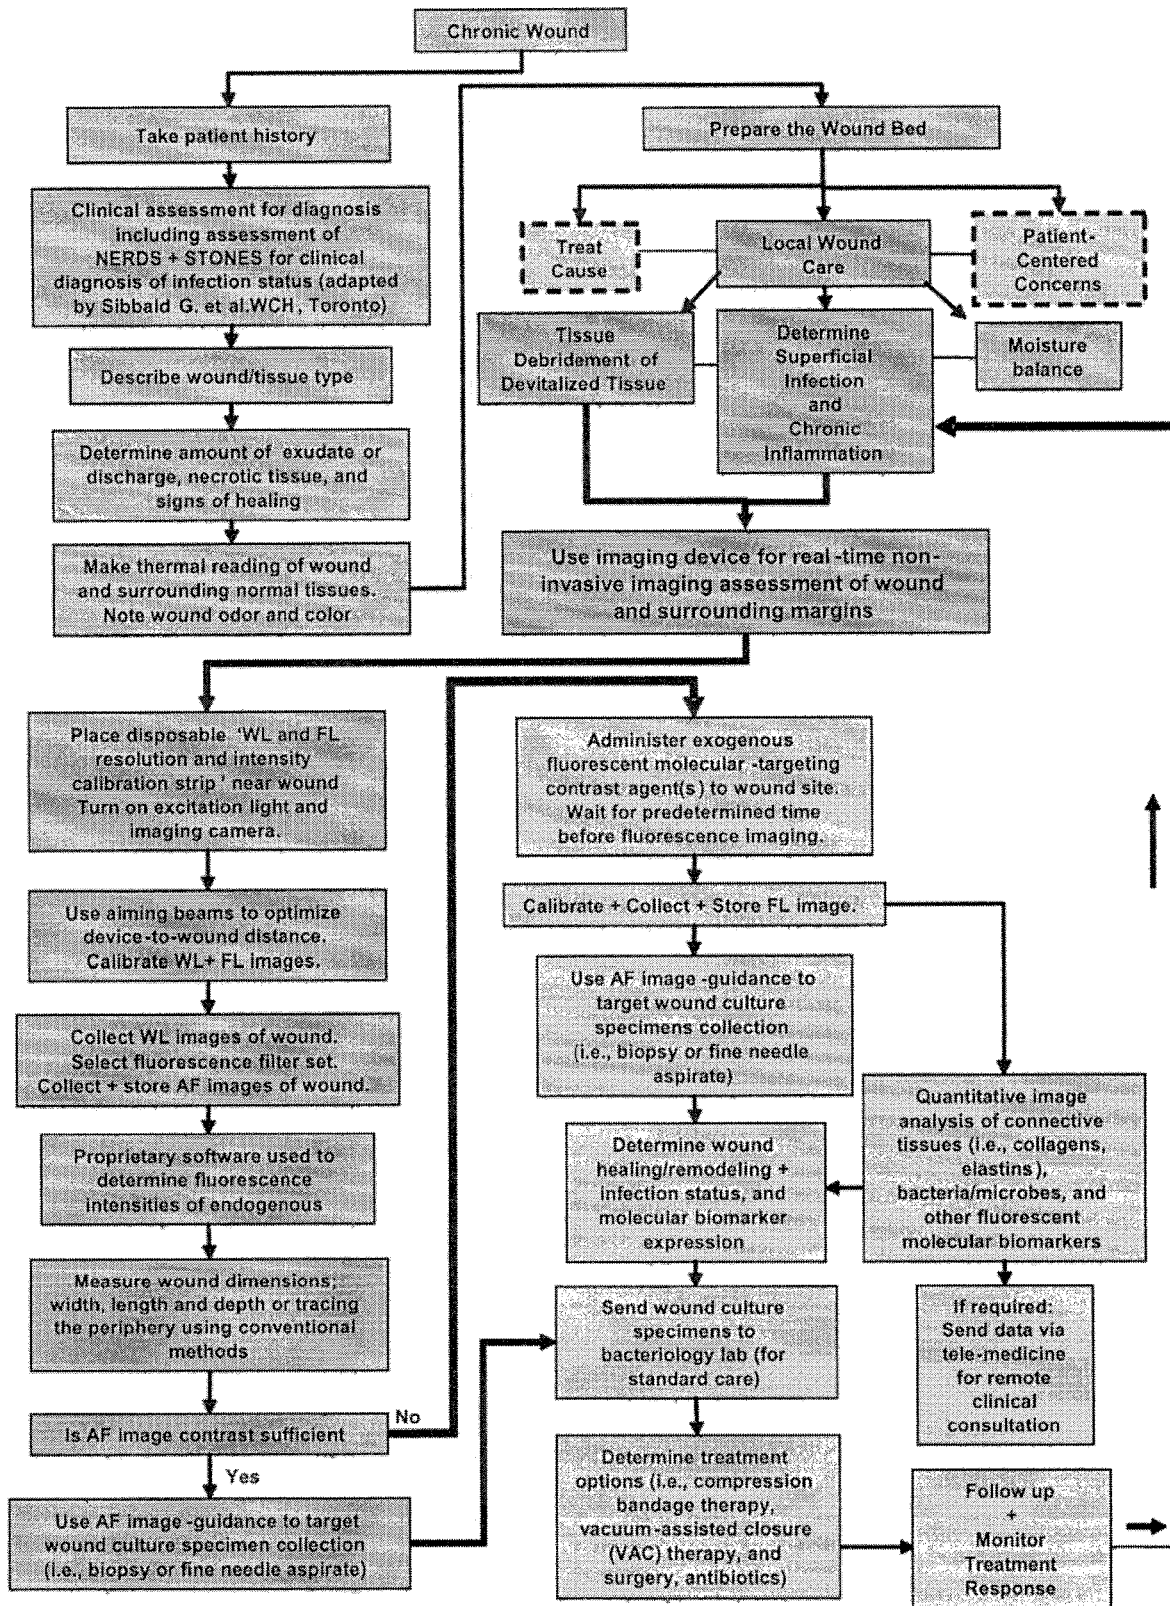 Chronic Wound
Take patient history
Clinical assessment for diagnosis
including assessment of
NERDS + STONES for clinical
diagnosis of infection status (adapted
by Sibbald G. et al.WCH, Toronto)
Describe wound/tissue type
Determine amount of exudate or
discharge, necrotic tissue, and
signs of healing
Make thermal reading of wound
and surrounding normal tissues.
Note wound odor and color
Prepare the Wound Bed
Treat
Cause
Local Wound
Care
Patient-
Centered
Concerns
Tissue
Debridement of
Devitalized Tissue
Determine
Superficial
Infection
and
Chronic
Inflammation
Moisture
balance
Use imaging device for real-time non-
invasive imaging assessment of wound
and surrounding margins
Place disposable 'WL and FL
resolution and intensity
calibration strip' near wound
Turn on excitation light and
imaging camera.
Use aiming beams to optimize
device-to-wound distance.
Calibrate WL+ FL images.
Collect WL images of wound.
Select fluorescence filter set.
Collect + store AF images of wound.
Proprietary software used to
determine fluorescence
intensities of endogenous
Measure wound dimensions;
width, length and depth or tracing
the periphery using conventional
methods
Is AF image contrast sufficient
No
Yes
Use AF image-guidance to target
wound culture specimen collection
(i.e., biopsy or fine needle aspirate)
Administer exogenous
fluorescent molecular-targeting
contrast agent(s) to wound site.
Wait for predetermined time
before fluorescence imaging.
Calibrate + Collect + Store FL image.
Use AF image-guidance to
target wound culture
specimens collection
(i.e., biopsy or fine needle
aspirate)
Determine wound
healing/remodeling +
infection status, and
molecular biomarker
expression
Quantitative image
analysis of connective
tissues (i.e., collagens,
elastins),
bacteria/microbes, and
other fluorescent
molecular biomarkers
Send wound culture
specimens to
bacteriology lab (for
standard care)
If required:
Send data via
tele-medicine
for remote
clinical
consultation
Determine treatment
options (i.e., compression
bandage therapy,
vacuum-assisted closure
(VAC) therapy, and
surgery, antibiotics)
Follow up
+
Monitor
Treatment
Response